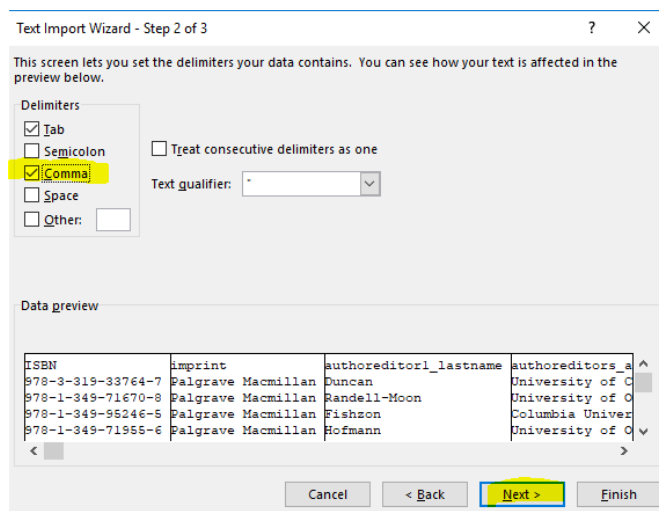 Text Import Wizard - Step 2 of 3 ? ×
This screen lets you set the delimiters your data contains. You can see how your text is affected in the
preview below.
Delimiters
Tab
Semicolon
Comma
Space
Other:
Treat consecutive delimiters as one
Text qualifier: "
Data preview
ISBN imprint authoreditor1_lastname authoreditors_a
978-3-319-33764-7 Palgrave Macmillan Duncan University of C
978-1-349-71670-8 Palgrave Macmillan Randell-Moon University of O
978-1-349-95246-5 Palgrave Macmillan Fishzon Columbia Univer
978-1-349-71955-6 Palgrave Macmillan Hofmann University of O
Cancel < Back Next > Finish